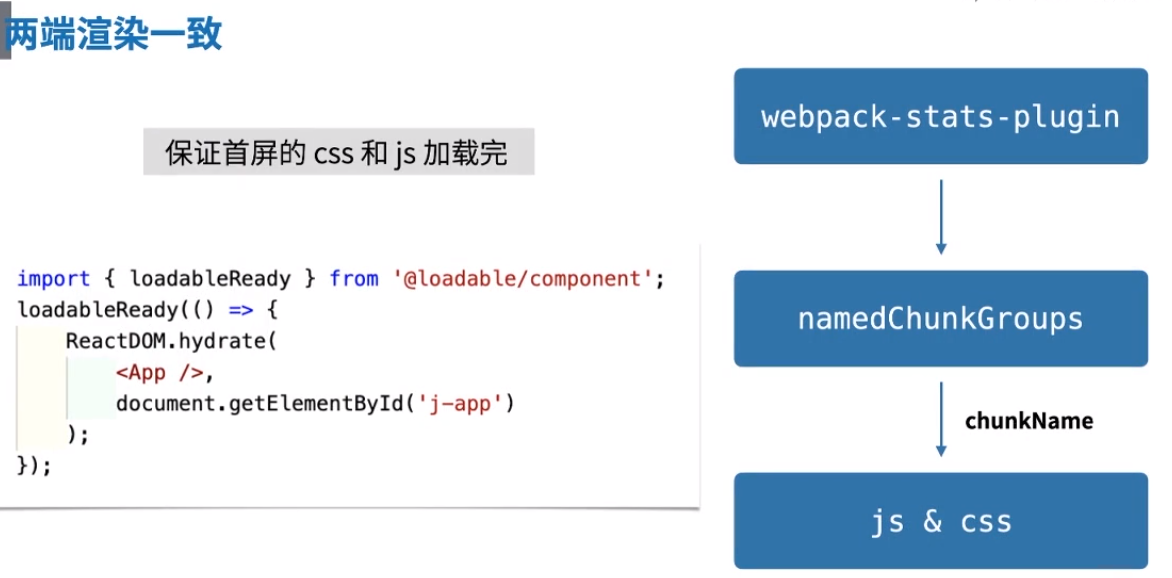 两端渲染一致
保证首屏的 css 和 js 加载完
import { loadableReady } from '@loadable/component';
loadableReady(() => {
    ReactDOM.hydrate(
        <App />,
        document.getElementById('j-app')
    );
});
webpack-stats-plugin
namedChunkGroups
chunkName
js & css